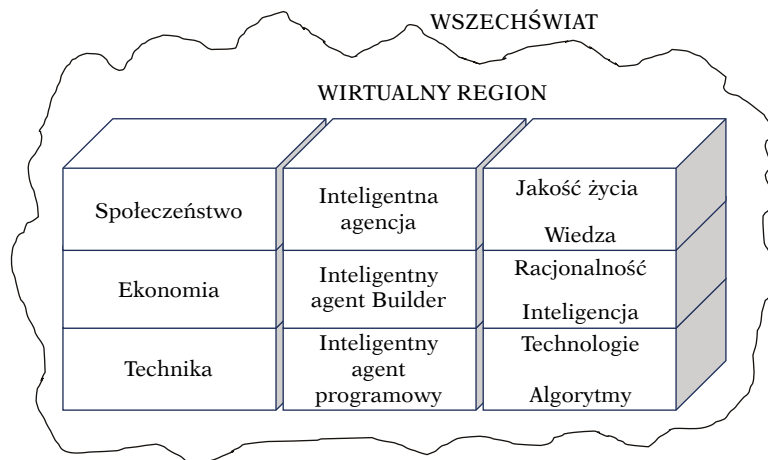 WSZECHŚWIAT
WIRTUALNY REGION
Społeczeństwo
Inteligentna
agencja
Jakość życia
Wiedza
Ekonomia
Inteligentny
agent Builder
Racjonalność
Inteligencja
Technika
Inteligentny
agent
programowy
Technologie
Algorytmy